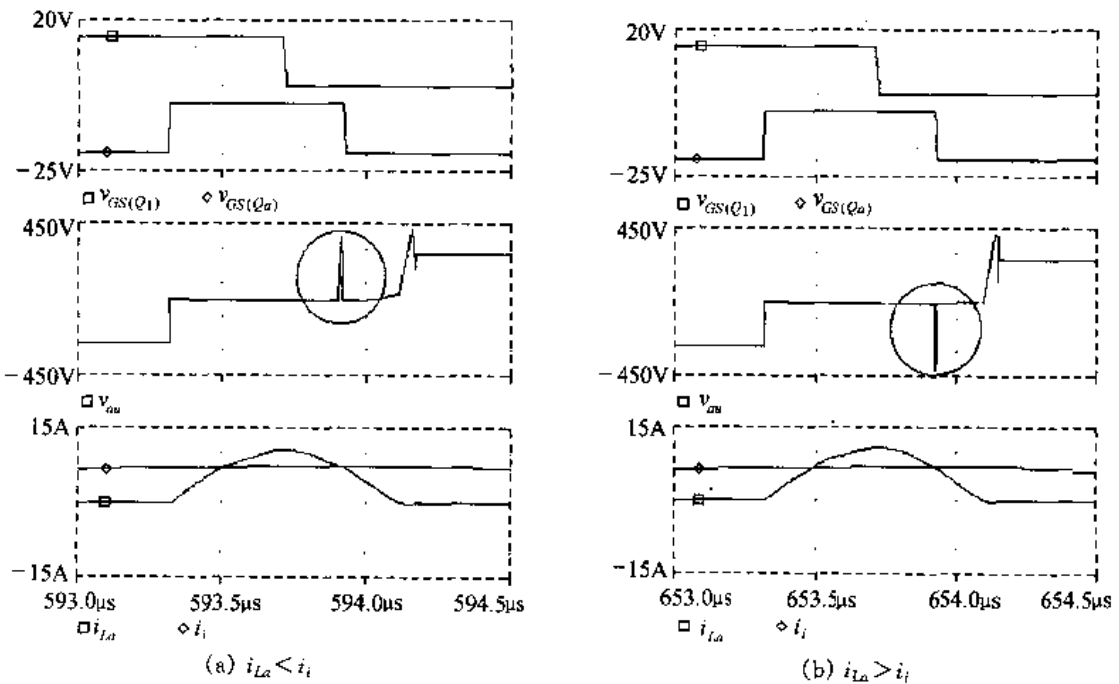 20V
−25V
□ v_GS(Q1) ◇ v_GS(Qa)
450V
−450V
□ v_au
15A
−15A
593.0μs 593.5μs 594.0μs 594.5μs
□ i_La ◇ i_i
(a) i_La<i_i
20V
−25V
□ v_GS(Q1) ◇ v_GS(Qa)
450V
−450V
□ v_au
15A
−15A
653.0μs 653.5μs 654.0μs 654.5μs
□ i_La ◇ i_i
(b) i_La>i_i